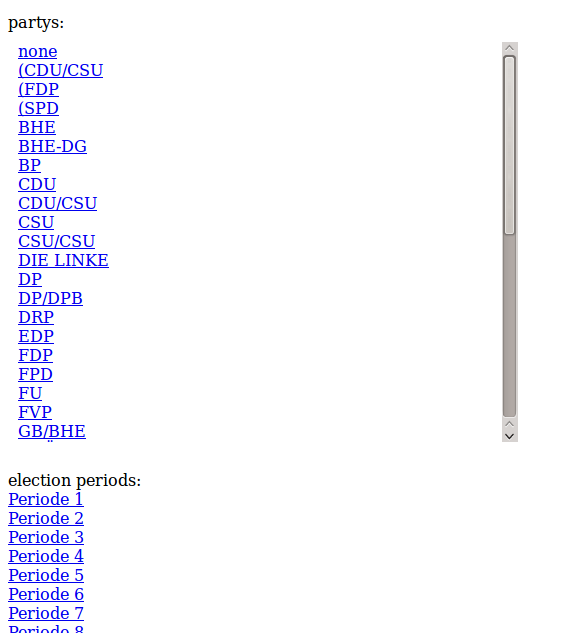 partys:
none
(CDU/CSU
(FDP
(SPD
BHE
BHE-DG
BP
CDU
CDU/CSU
CSU
CSU/CSU
DIE LINKE
DP
DP/DPB
DRP
EDP
FDP
FPD
FU
FVP
GB/BHE
election periods:
Periode 1
Periode 2
Periode 3
Periode 4
Periode 5
Periode 6
Periode 7
Periode 8